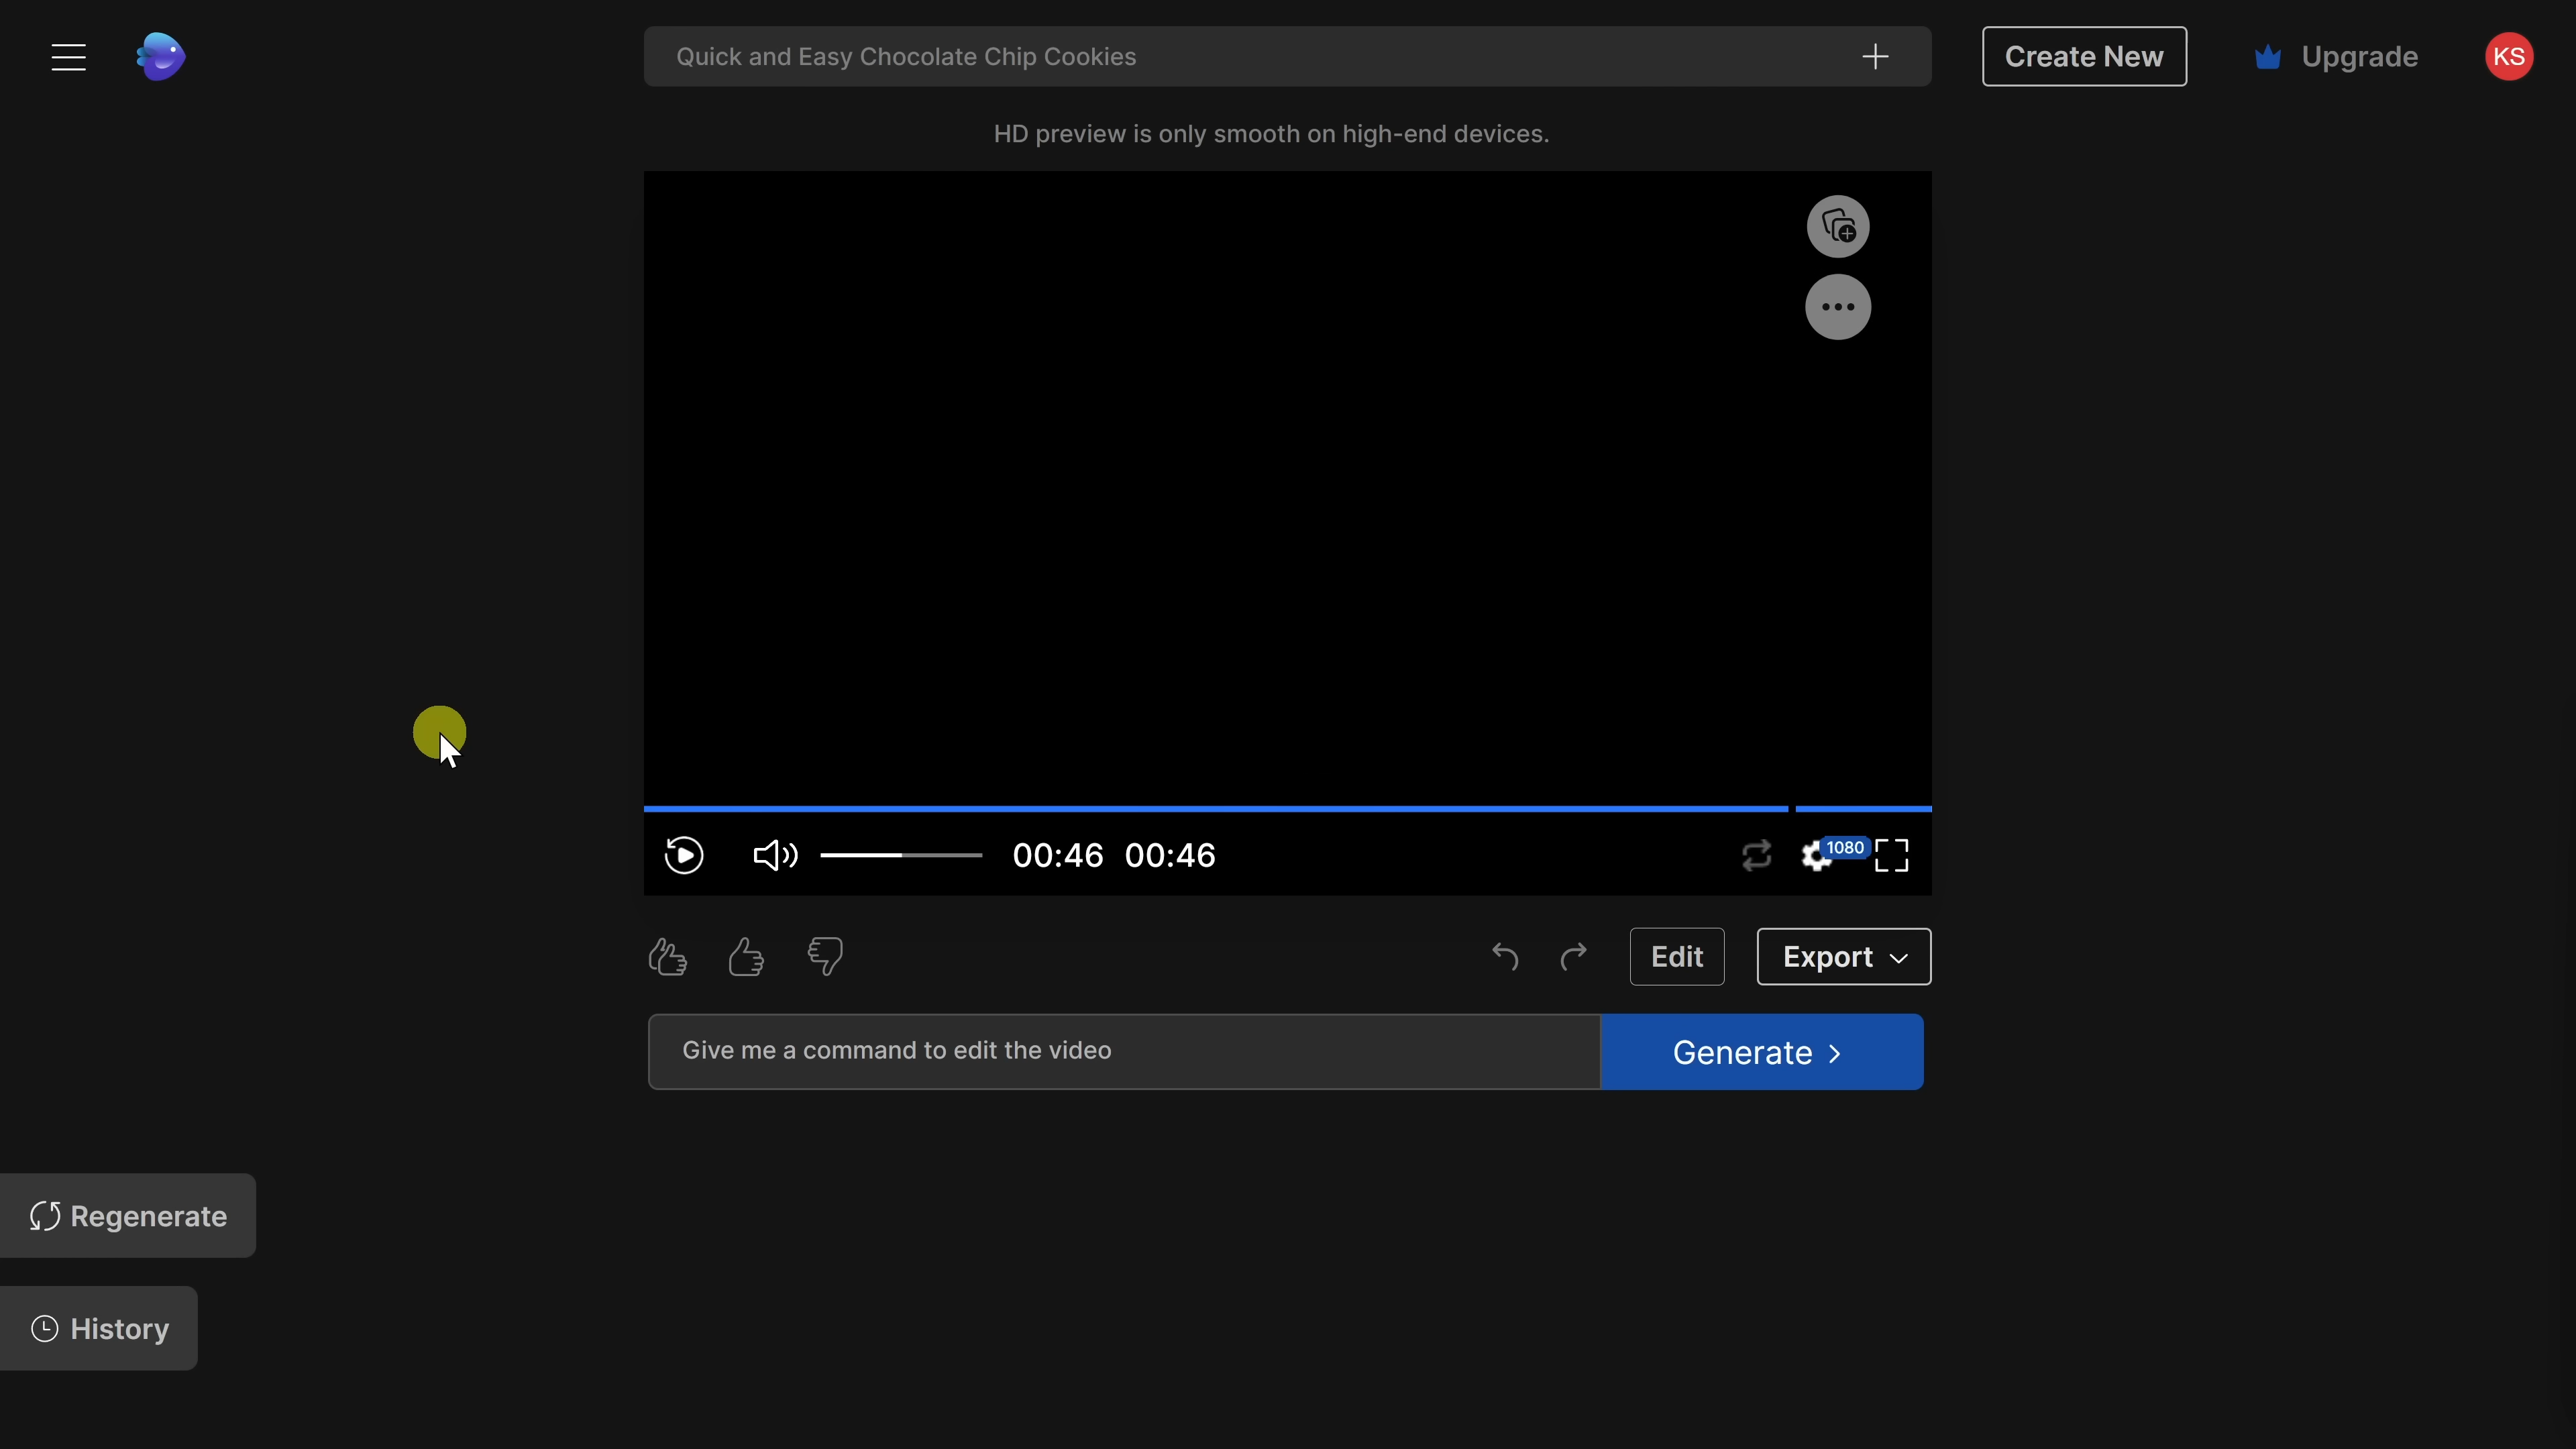 Quick and Easy Chocolate Chip Cookies
Create New
Upgrade
KS
HD preview is only smooth on high-end devices.
00:46 00:46
1080
Edit
Export
Give me a command to edit the video
Generate
Regenerate
History